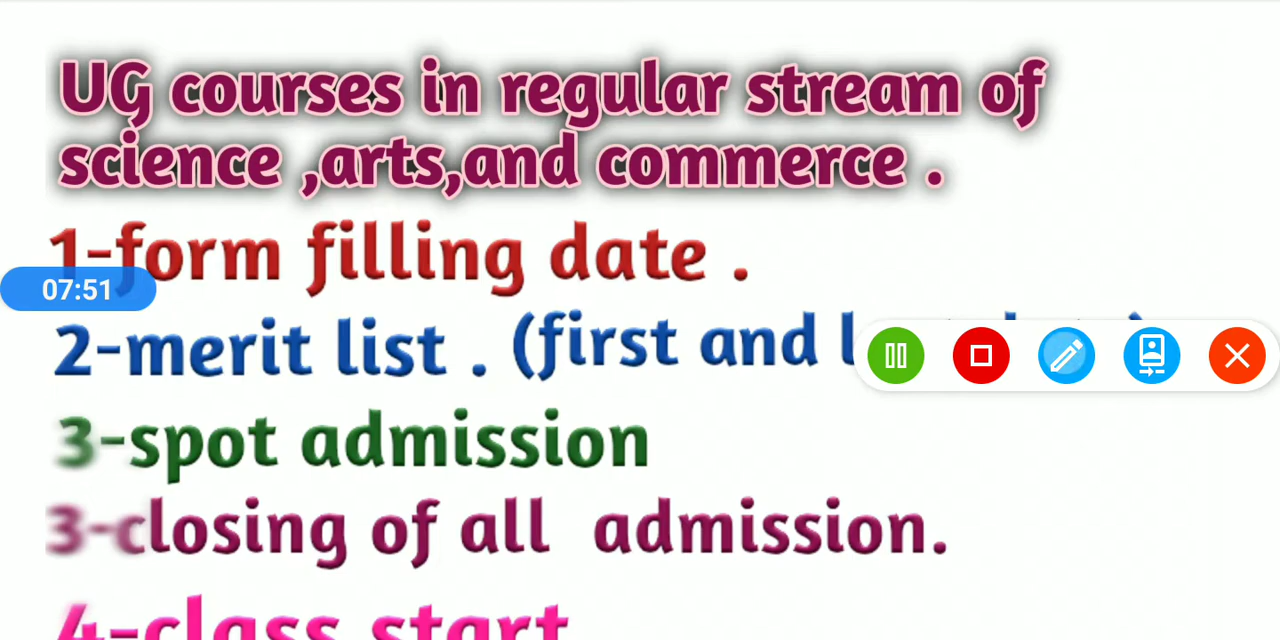 UG courses in regular stream of
science ,arts,and commerce .
1-form filling date .
07:51
2-merit list . (first and
3-spot admission
3-closing of all admission.
4-class start